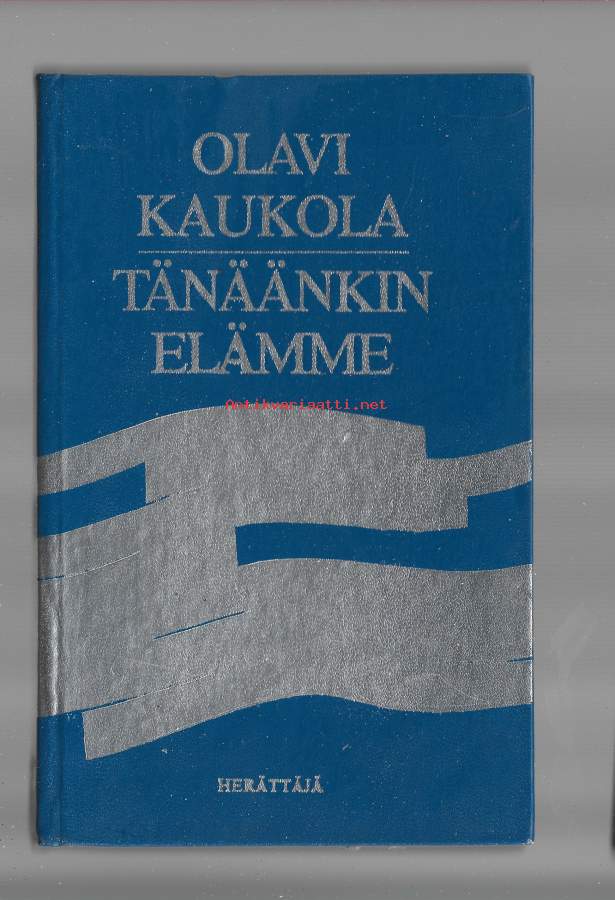 OLAVI
KAUKOLA
TÄNÄÄNKIN
ELÄMME
Antikvariaatti.net
HERÄTTÄJÄ